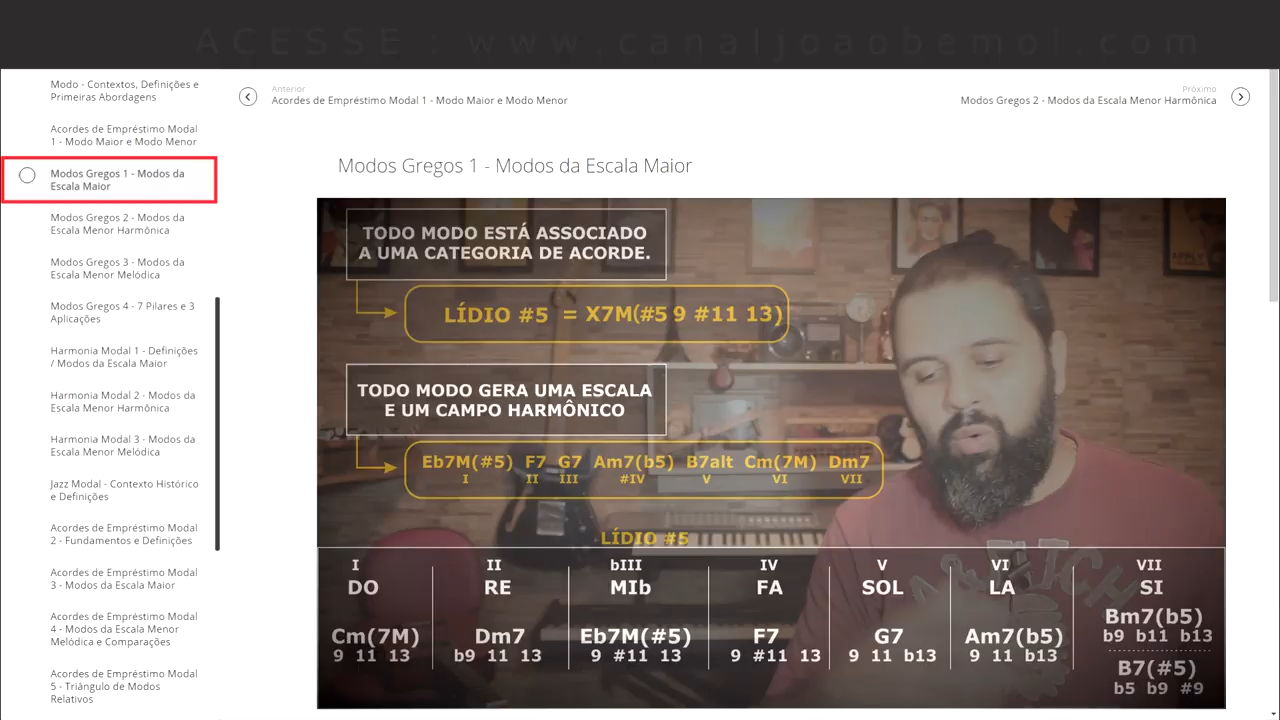 ACESSE : www.canaljoaobemol.com
Modo - Contextos, Definições e
Primeiras Abordagens
Acordes de Empréstimo Modal
1 - Modo Maior e Modo Menor
Modos Gregos 1 - Modos da
Escala Maior
Modos Gregos 2 - Modos da
Escala Menor Harmônica
Modos Gregos 3 - Modos da
Escala Menor Melódica
Modos Gregos 4 - 7 Pilares e 3
Aplicações
Harmonia Modal 1 - Definições
/ Modos da Escala Maior
Harmonia Modal 2 - Modos da
Escala Menor Harmônica
Harmonia Modal 3 - Modos da
Escala Menor Melódica
Jazz Modal - Contexto Histórico
e Definições
Acordes de Empréstimo Modal
2 - Fundamentos e Definições
Acordes de Empréstimo Modal
3 - Modos da Escala Maior
Acordes de Empréstimo Modal
4 - Modos da Escala Menor
Melódica e Comparações
Acordes de Empréstimo Modal
5 - Triângulo de Modos
Relativos
Anterior
Acordes de Empréstimo Modal 1 - Modo Maior e Modo Menor
Próximo
Modos Gregos 2 - Modos da Escala Menor Harmônica
Modos Gregos 1 - Modos da Escala Maior
TODO MODO ESTÁ ASSOCIADO
A UMA CATEGORIA DE ACORDE.
LÍDIO #5 = X7M(#5 9 #11 13)
TODO MODO GERA UMA ESCALA
E UM CAMPO HARMÔNICO
Eb7M(#5) F7 G7 Am7(b5) B7alt Cm(7M) Dm7
I II III #IV V VI VII
LÍDIO #5
I II bIII IV V VI VII
DO RE MIb FA SOL LA SI
Cm(7M) Dm7 Eb7M(#5) F7 G7 Am7(b5) Bm7(b5)
9 11 13 b9 11 13 9 #11 13 9 #11 13 9 11 b13 9 11 b13 b9 b11 b13
B7(#5)
b5 b9 #9